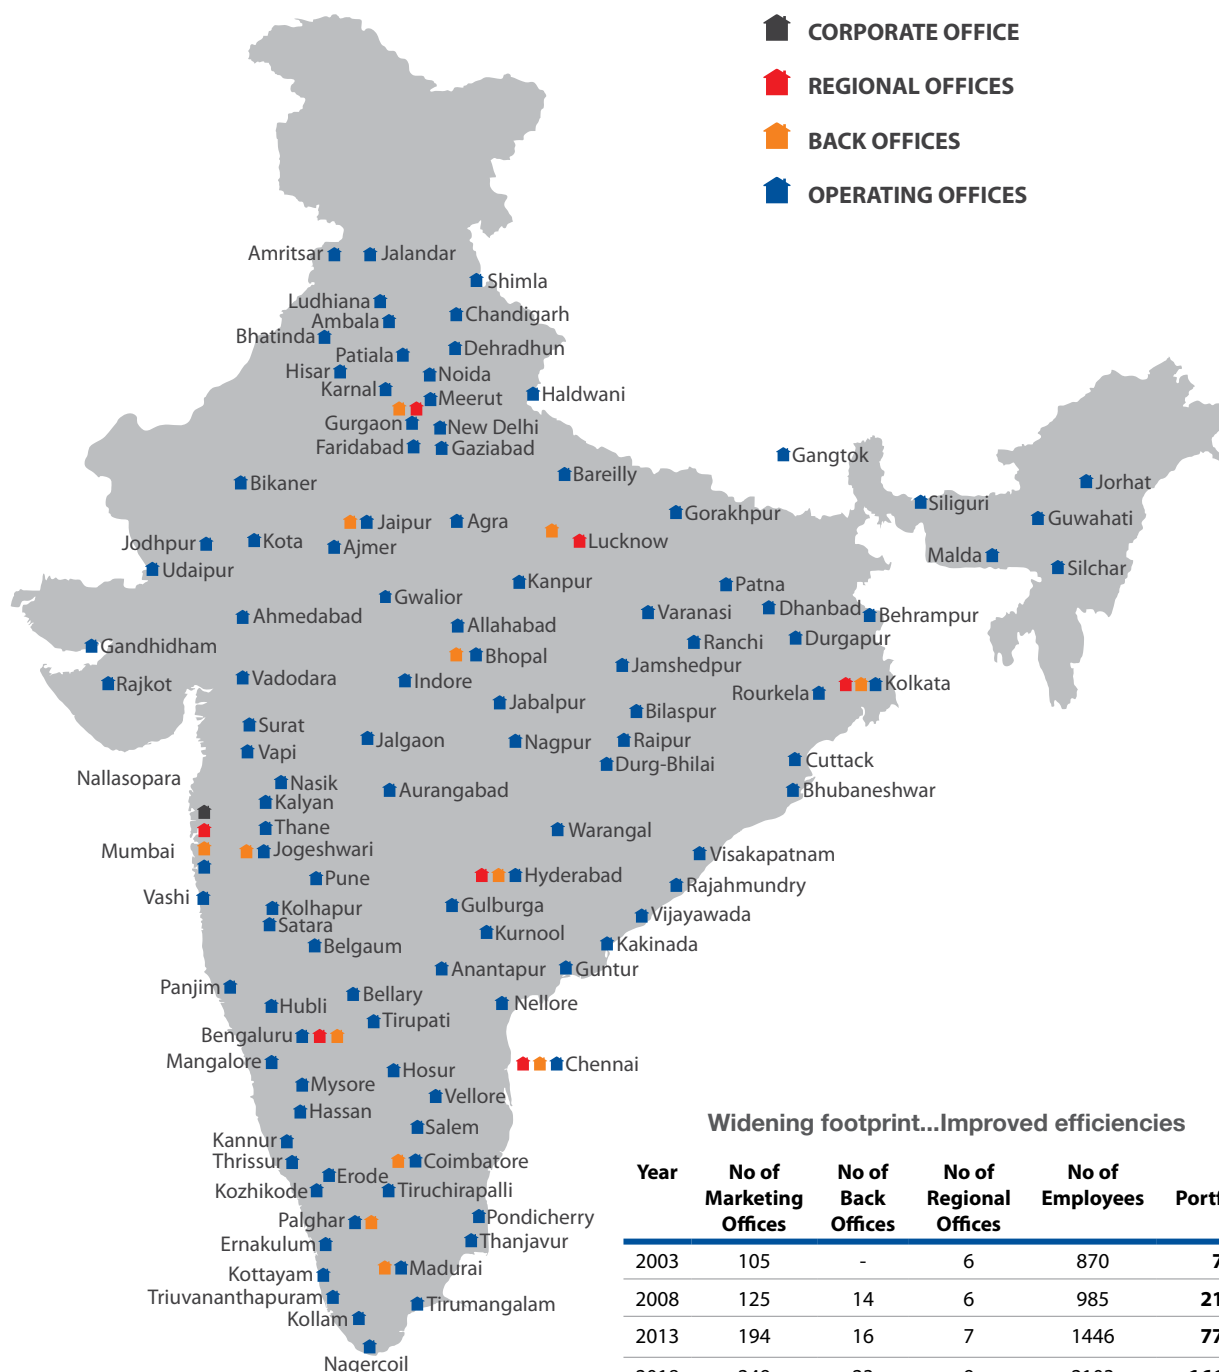 CORPORATE OFFICE
REGIONAL OFFICES
BACK OFFICES
OPERATING OFFICES
Amritsar
Jalandar
Shimla
Ludhiana
Ambala
Chandigarh
Bhatinda
Patiala
Dehradhun
Hisar
Noida
Karnal
Meerut
Haldwani
Gurgaon
New Delhi
Faridabad
Gaziabad
Gangtok
Bikaner
Bareilly
Jorhat
Siliguri
Jaipur
Agra
Gorakhpur
Guwahati
Jodhpur
Kota
Ajmer
Lucknow
Malda
Udaipur
Silchar
Kanpur
Patna
Gwalior
Ahmedabad
Allahabad
Varanasi
Dhanbad
Behrampur
Gandhidham
Ranchi
Durgapur
Bhopal
Jamshedpur
Rajkot
Vadodara
Indore
Rourkela
Kolkata
Jabalpur
Bilaspur
Surat
Jalgaon
Nagpur
Raipur
Vapi
Durg-Bhilai
Cuttack
Nallasopara
Nasik
Aurangabad
Bhubaneshwar
Kalyan
Thane
Warangal
Mumbai
Jogeshwari
Visakapatnam
Pune
Hyderabad
Rajahmundry
Vashi
Kolhapur
Gulburga
Vijayawada
Satara
Kurnool
Belgaum
Kakinada
Anantapur
Guntur
Panjim
Bellary
Hubli
Nellore
Tirupati
Bengaluru
Mangalore
Hosur
Chennai
Mysore
Vellore
Hassan
Salem
Kannur
Thrissur
Coimbatore
Erode
Kozhikode
Tiruchirapalli
Palghar
Pondicherry
Ernakulum
Thanjavur
Kottayam
Madurai
Triuvananthapuram
Tirumangalam
Kollam
Nagercoil
Widening footprint...Improved efficiencies
Year No of Marketing Offices No of Back Offices No of Regional Offices No of Employees
2003 105 - 6 870
2008 125 14 6 985
2013 194 16 7 1446